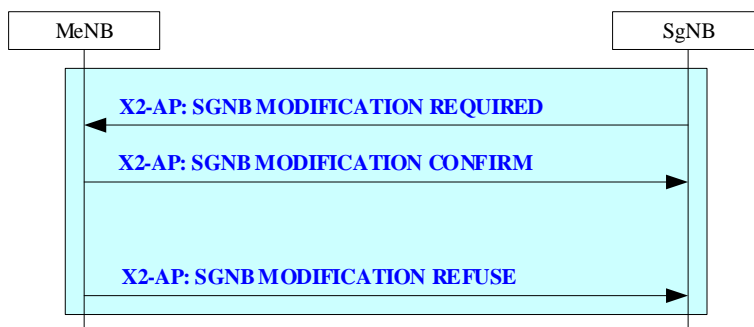 MeNB
SgNB
X2-AP: SGNB MODIFICATION REQUIRED
X2-AP: SGNB MODIFICATION CONFIRM
X2-AP: SGNB MODIFICATION REFUSE